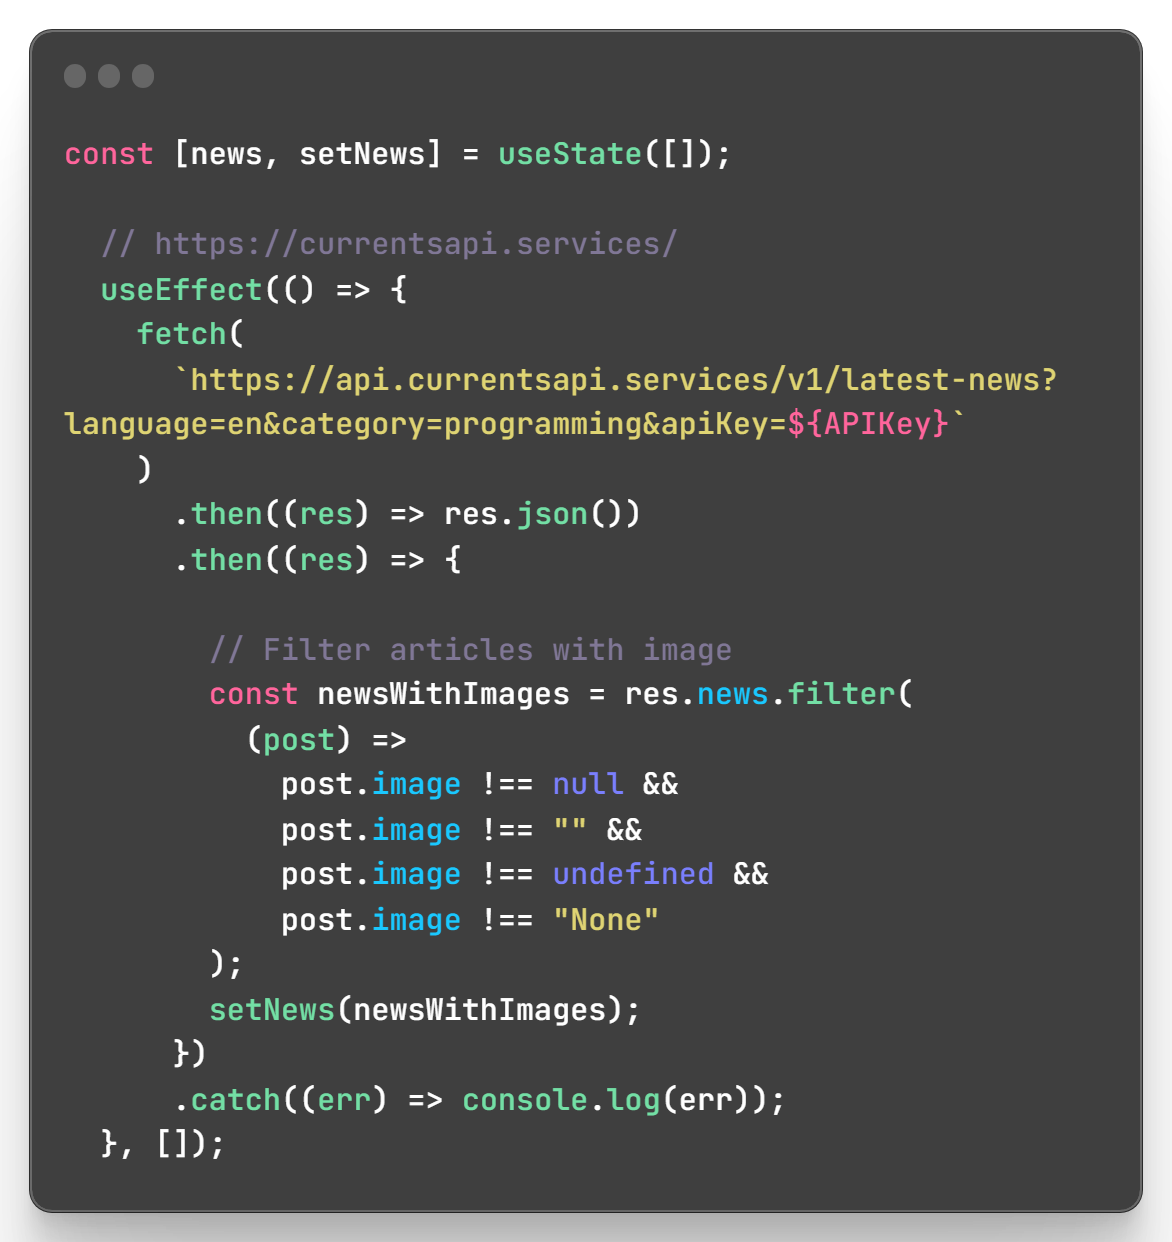 const [news, setNews] = useState([]);

  // https://currentsapi.services/
  useEffect(() => {
    fetch(
      `https://api.currentsapi.services/v1/latest-news?
language=en&category=programming&apiKey=${APIKey}`
    )
      .then((res) => res.json())
      .then((res) => {

        // Filter articles with image
        const newsWithImages = res.news.filter(
          (post) =>
            post.image !== null &&
            post.image !== "" &&
            post.image !== undefined &&
            post.image !== "None"
        );
        setNews(newsWithImages);
      })
      .catch((err) => console.log(err));
  }, []);